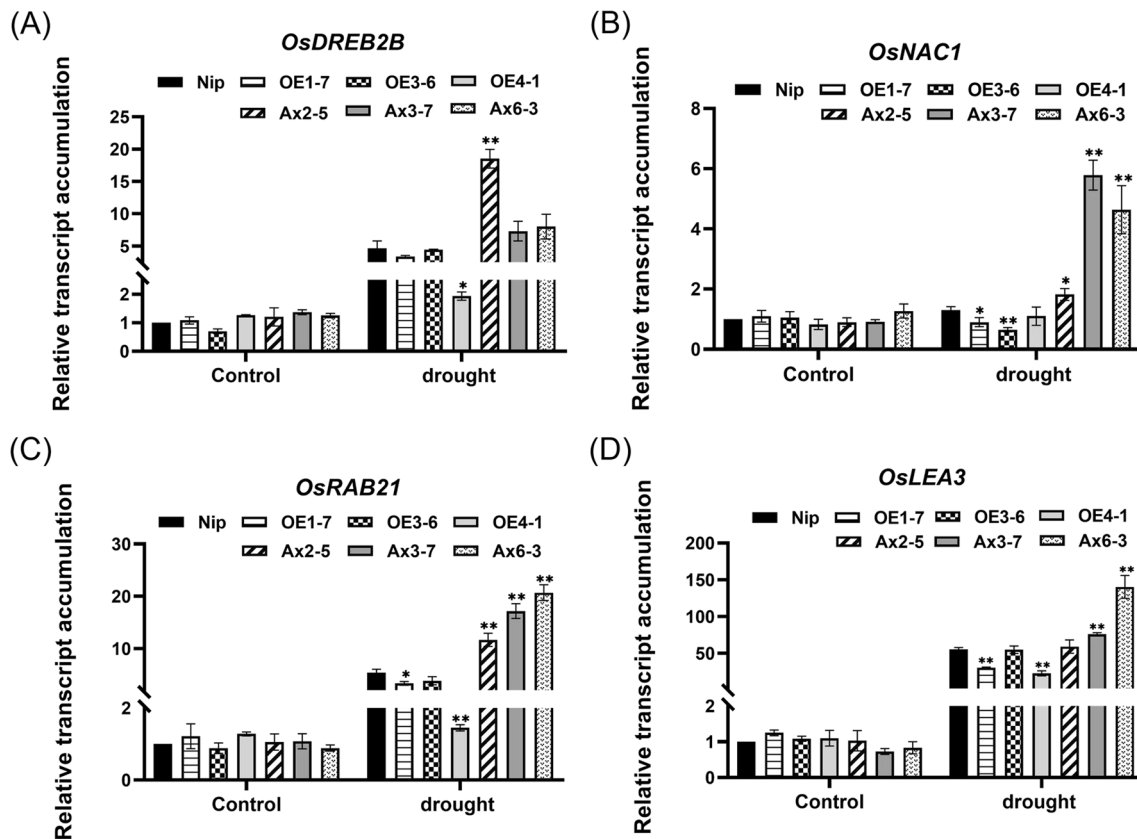 (A)
OsDREB2B
Nip OE1-7 OE3-6 OE4-1
Ax2-5 Ax3-7 Ax6-3
Relative transcript accumulation
25
20
15
10
5
2
1
0
**
*
Control drought
(B)
OsNAC1
Nip OE1-7 OE3-6 OE4-1
Ax2-5 Ax3-7 Ax6-3
Relative transcript accumulation
8
6
4
2
0
* ** * ** **
Control drought
(C)
OsRAB21
Nip OE1-7 OE3-6 OE4-1
Ax2-5 Ax3-7 Ax6-3
Relative transcript accumulation
30
20
10
2
1
0
* ** ** ** **
Control drought
(D)
OsLEA3
Nip OE1-7 OE3-6 OE4-1
Ax2-5 Ax3-7 Ax6-3
Relative transcript accumulation
200
150
100
50
2
1
0
** ** ** **
Control drought